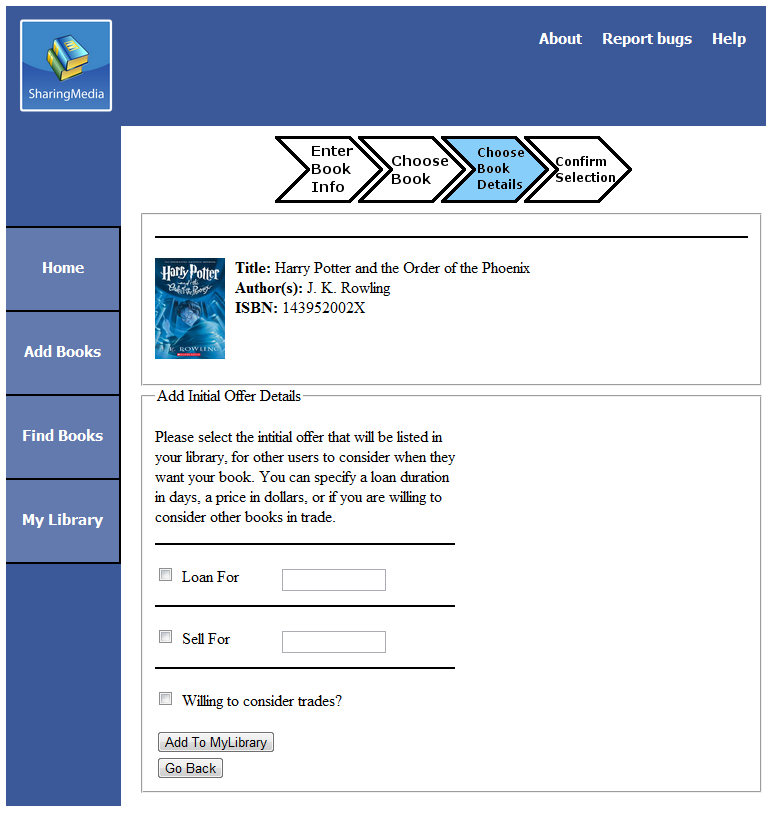 SharingMedia
About Report bugs Help
Enter
Book
Info
Choose
Book
Choose
Book
Details
Confirm
Selection
Home
Add Books
Find Books
My Library
Harry Potter
and the
Order of the Phoenix
J.K. ROWLING
Title: Harry Potter and the Order of the Phoenix
Author(s): J. K. Rowling
ISBN: 143952002X
Add Initial Offer Details
Please select the intitial offer that will be listed in
your library, for other users to consider when they
want your book. You can specify a loan duration
in days, a price in dollars, or if you are willing to
consider other books in trade.
Loan For
Sell For
Willing to consider trades?
Add To MyLibrary
Go Back